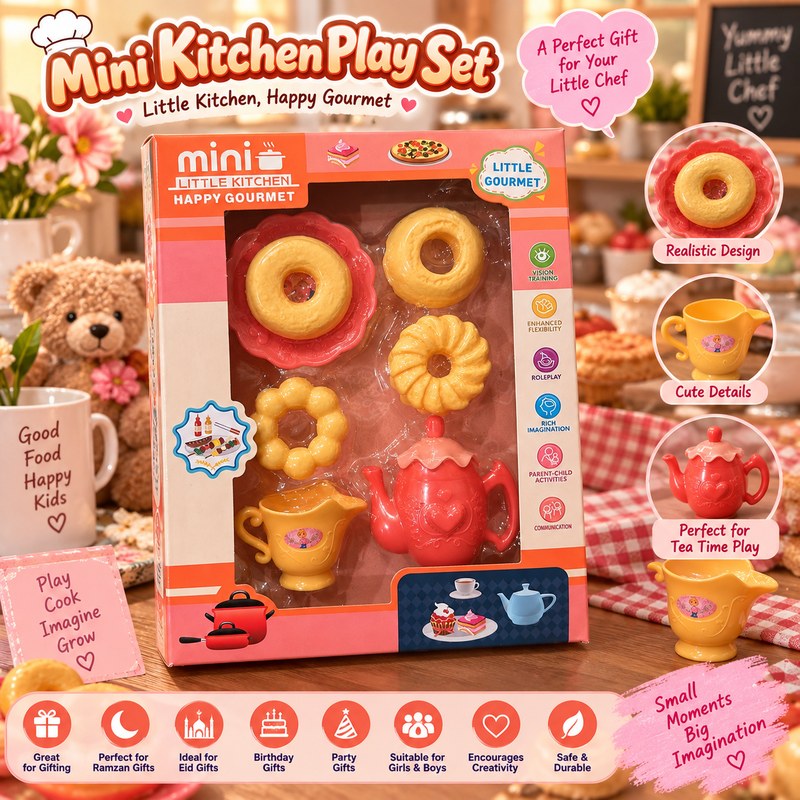 Mini Kitchen Play Set
Little Kitchen, Happy Gourmet
A Perfect Gift
for Your
Little Chef
Yummy
Little
Chef
mini
LITTLE KITCHEN
HAPPY GOURMET
LITTLE
GOURMET
VISION
TRAINING
ENHANCED
FLEXIBILITY
ROLEPLAY
RICH
IMAGINATION
PARENT-CHILD
ACTIVITIES
COMMUNICATION
Realistic Design
Cute Details
Perfect for
Tea Time Play
Good
Food
Happy
Kids
Play
Cook
Imagine
Grow
Small
Moments
Big
Imagination
Great
for Gifting
Perfect for
Ramzan Gifts
Ideal for
Eid Gifts
Birthday
Gifts
Party
Gifts
Suitable for
Girls & Boys
Encourages
Creativity
Safe &
Durable